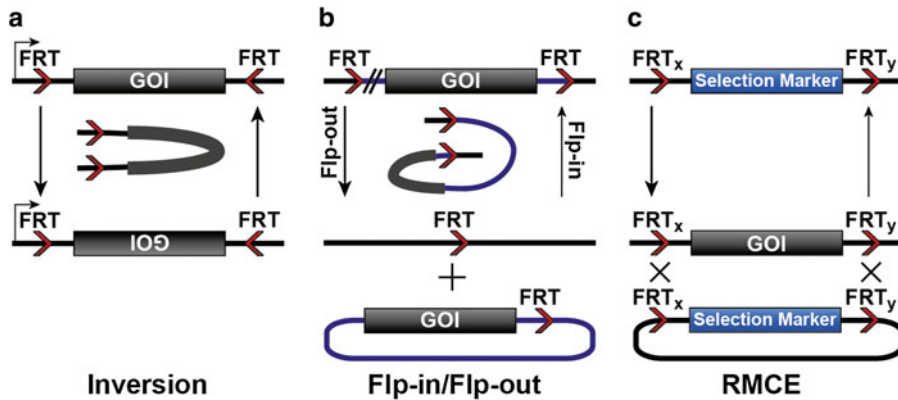 a
FRT
FRT
GOI
FRT
FRT
GOI
Inversion
b
FRT
FRT
GOI
Flp-out
Flp-in
FRT
+
FRT
GOI
Flp-in/Flp-out
c
FRTx
FRTy
Selection Marker
FRTx
FRTy
GOI
FRTx
FRTy
Selection Marker
RMCE